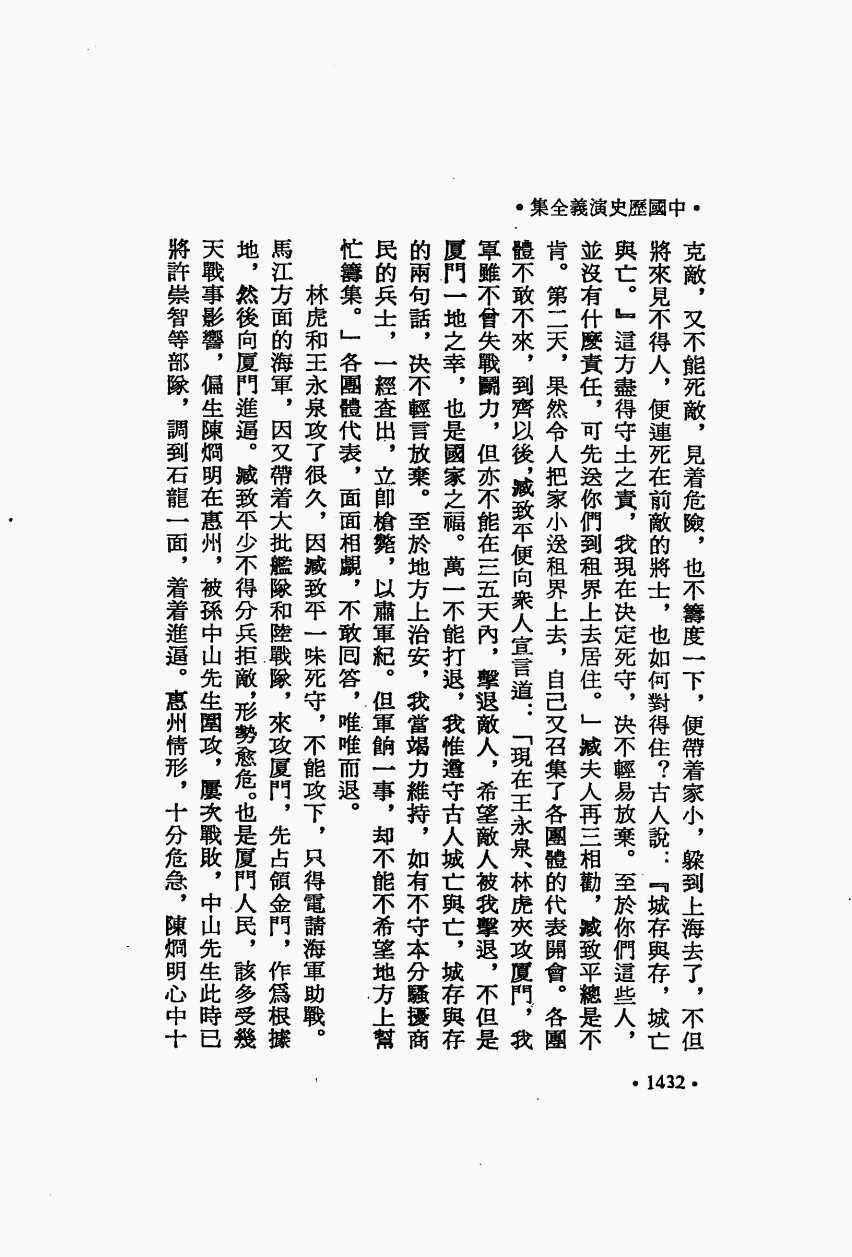 •中國歷史演義全集•
克敵，又不能死敵，見着危險，也不籌度一下，便帶着家小，躲到上海去了，不但
將來見不得人，便連死在前敵的將士，也如何對得住？古人說：『城存與存，城亡
與亡。』這方盡得守土之責，我現在決定死守，決不輕易放棄。至於你們這些人，
並沒有什麼責任，可先送你們到租界上去居住。」臧夫人再三相勸，臧致平總是不
肯。第二天，果然令人把家小送租界上去，自己又召集了各團體的代表開會。各團
體不敢不來，到齊以後，臧致平便向衆人宣言道：「現在王永泉、林虎夾攻厦門，我
軍雖不曾失戰鬭力，但亦不能在三五天內，擊退敵人，希望敵人被我擊退，不但是
厦門一地之幸，也是國家之福。萬一不能打退，我惟遵守古人城亡與亡，城存與存
的兩句話，決不輕言放棄。至於地方上治安，我當竭力維持，如有不守本分騷擾商
民的兵士，一經查出，立即槍斃，以肅軍紀。但軍餉一事，却不能不希望地方上幫
忙籌集。」各團體代表，面面相覷，不敢囘答，唯唯而退。
林虎和王永泉攻了很久，因臧致平一味死守，不能攻下，只得電請海軍助戰。
馬江方面的海軍，因又帶着大批艦隊和陸戰隊，來攻厦門，先占領金門，作爲根據
地，然後向厦門進逼。臧致平少不得分兵拒敵，形勢愈危。也是厦門人民，該多受幾
天戰事影響，偏生陳烱明在惠州，被孫中山先生圍攻，屢次戰敗，中山先生此時已
將許崇智等部隊，調到石龍一面，着着進逼。惠州情形，十分危急，陳烱明心中十
•1432•